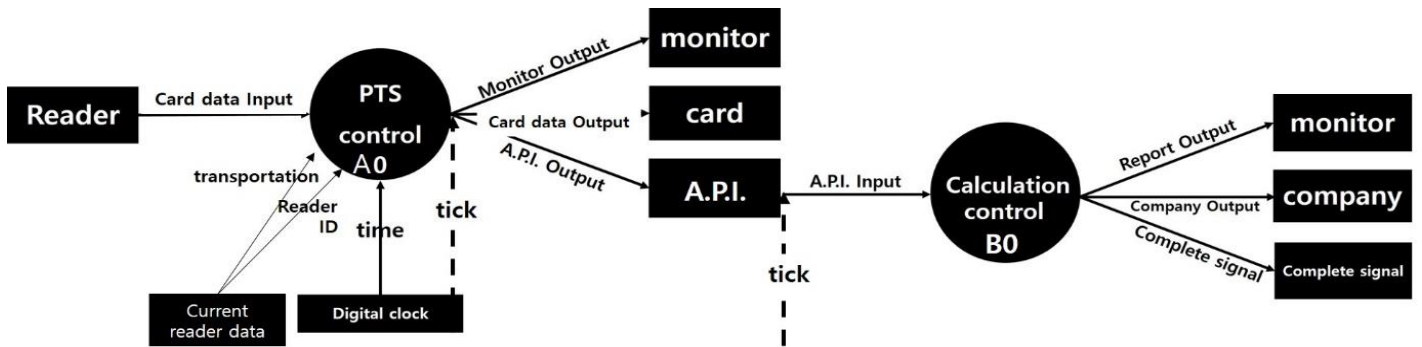 Reader
Card data Input
PTS
control
A0
transportation
Reader
ID
time
tick
Current
reader data
Digital clock
Monitor Output
Card data Output
A.P.I. Output
monitor
card
A.P.I.
A.P.I. Input
tick
Calculation
control
B0
Report Output
Company Output
Complete signal
monitor
company
Complete signal